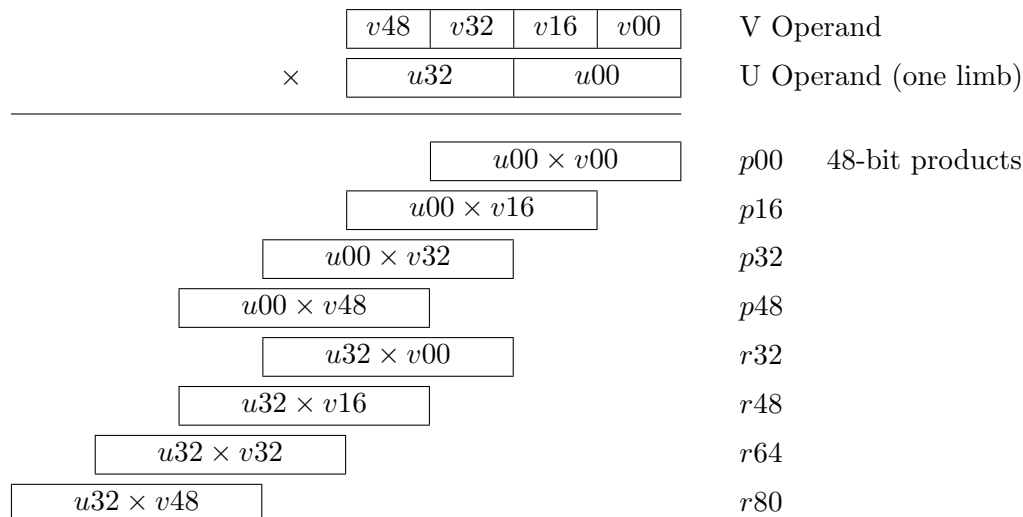 v48 v32 v16 v00 V Operand
× u32 u00 U Operand (one limb)
u00 × v00 p00 48-bit products
u00 × v16 p16
u00 × v32 p32
u00 × v48 p48
u32 × v00 r32
u32 × v16 r48
u32 × v32 r64
u32 × v48 r80